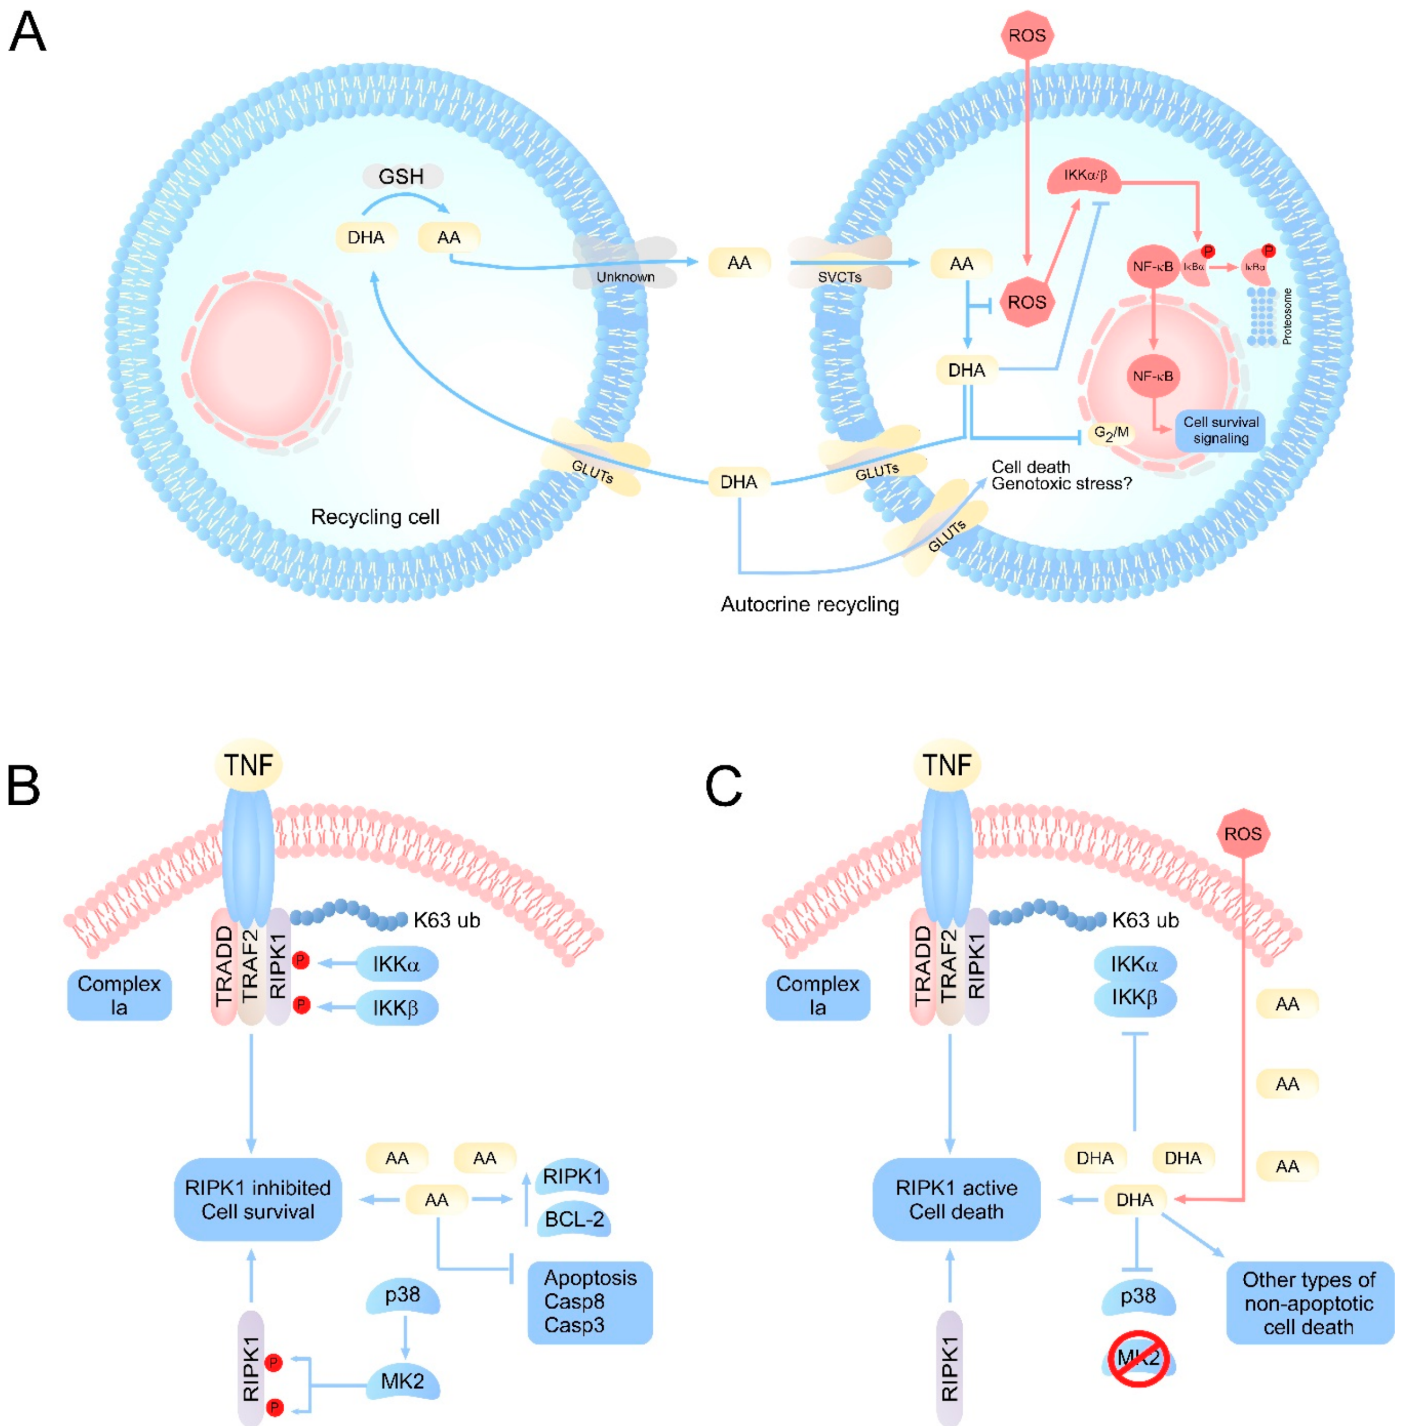 A
ROS
GSH
DHA
AA
Unknown
AA
SVCTs
AA
ROS
IKKα/β
P
P
NF-κB
IκBα
IκBα
Proteosome
DHA
NF-κB
G2/M
Cell survival
signaling
GLUTs
DHA
GLUTs
Cell death
Genotoxic stress?
GLUTs
Recycling cell
Autocrine recycling
B
TNF
K63 ub
TRADD
TRAF2
RIPK1
P
IKKα
P
IKKβ
Complex
Ia
AA
AA
RIPK1 inhibited
Cell survival
AA
RIPK1
BCL-2
Apoptosis
Casp8
Casp3
p38
RIPK1
P
MK2
P
C
TNF
ROS
K63 ub
TRADD
TRAF2
RIPK1
IKKα
IKKβ
Complex
Ia
AA
AA
DHA
DHA
AA
RIPK1 active
Cell death
DHA
Other types of
non-apoptotic
cell death
p38
RIPK1
MK2